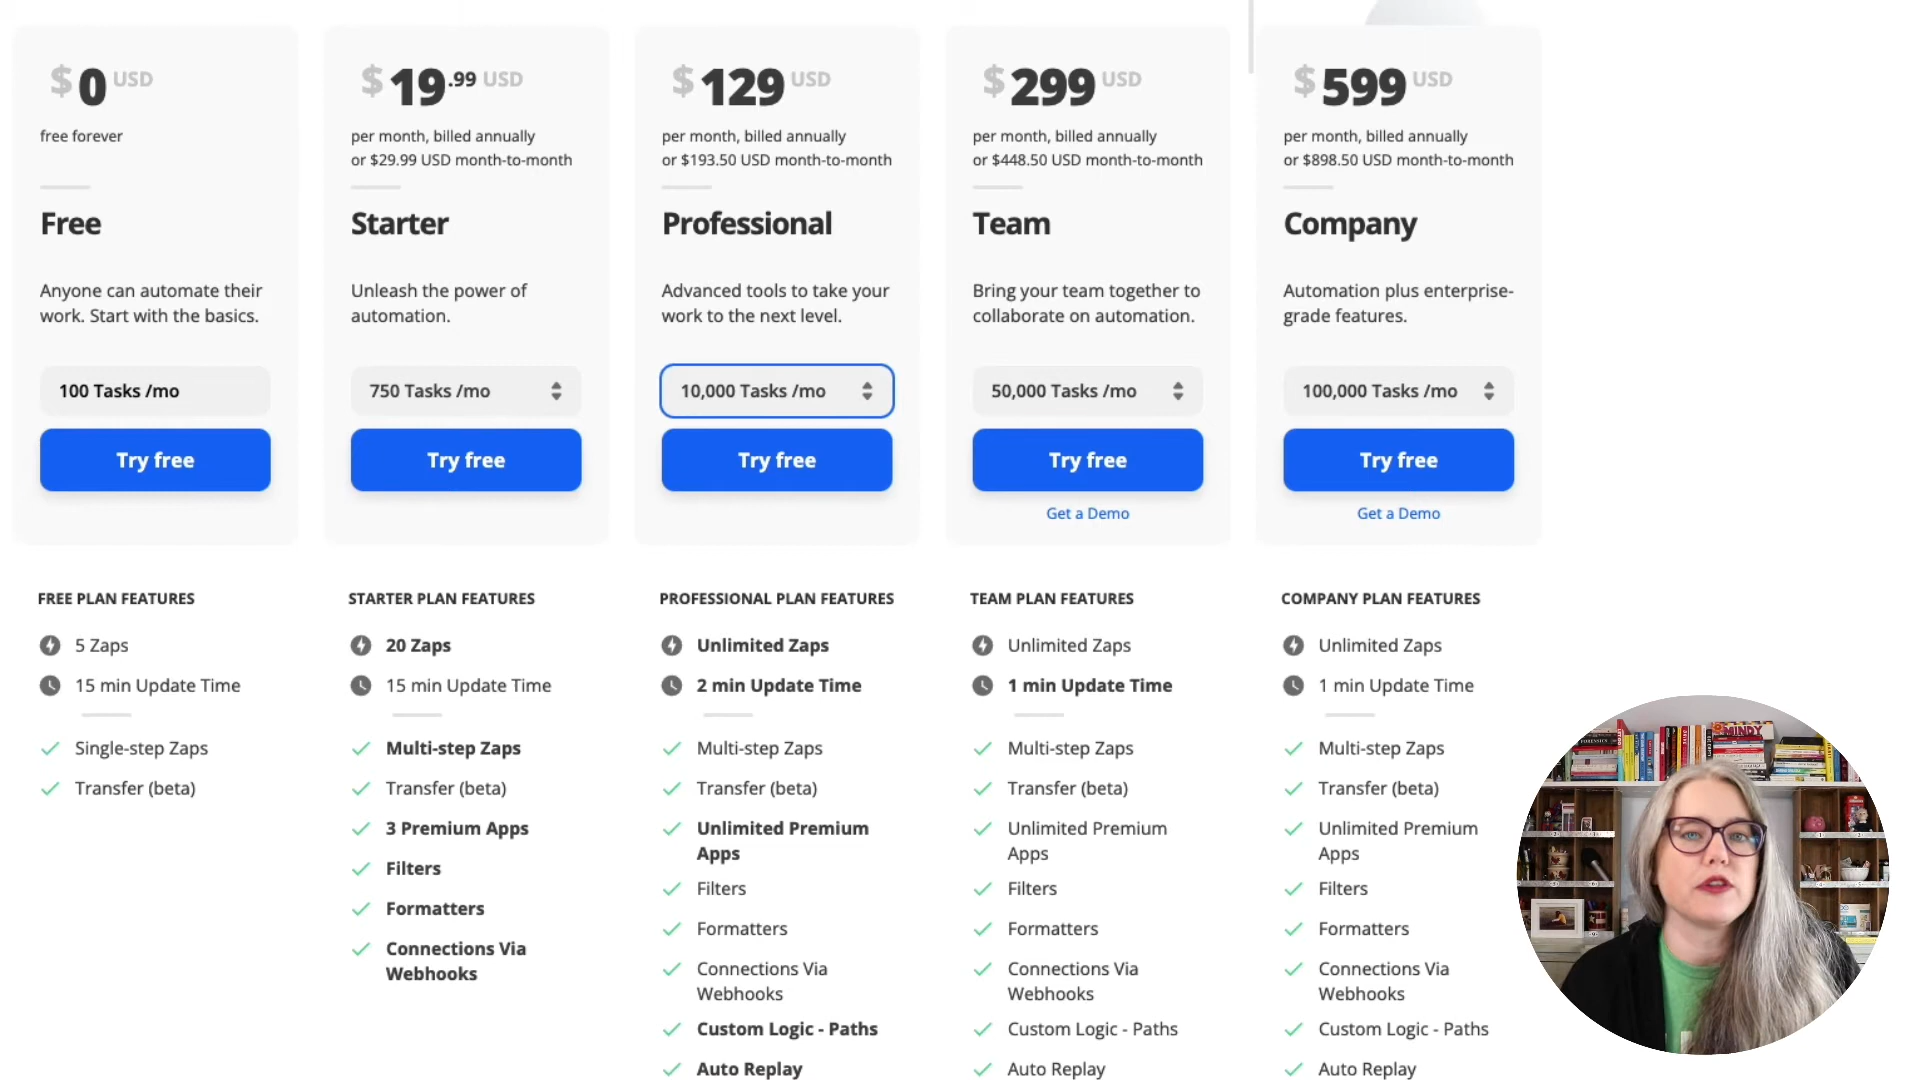 $0 USD
free forever
Free
Anyone can automate their
work. Start with the basics.
100 Tasks /mo
Try free
$19.99 USD
per month, billed annually
or $29.99 USD month-to-month
Starter
Unleash the power of
automation.
750 Tasks /mo
Try free
$129 USD
per month, billed annually
or $193.50 USD month-to-month
Professional
Advanced tools to take your
work to the next level.
10,000 Tasks /mo
Try free
$299 USD
per month, billed annually
or $448.50 USD month-to-month
Team
Bring your team together to
collaborate on automation.
50,000 Tasks /mo
Try free
Get a Demo
$599 USD
per month, billed annually
or $898.50 USD month-to-month
Company
Automation plus enterprise-
grade features.
100,000 Tasks /mo
Try free
Get a Demo
FREE PLAN FEATURES
5 Zaps
15 min Update Time
Single-step Zaps
Transfer (beta)
STARTER PLAN FEATURES
20 Zaps
15 min Update Time
Multi-step Zaps
Transfer (beta)
3 Premium Apps
Filters
Formatters
Connections Via
Webhooks
PROFESSIONAL PLAN FEATURES
Unlimited Zaps
2 min Update Time
Multi-step Zaps
Transfer (beta)
Unlimited Premium
Apps
Filters
Formatters
Connections Via
Webhooks
Custom Logic - Paths
Auto Replay
TEAM PLAN FEATURES
Unlimited Zaps
1 min Update Time
Multi-step Zaps
Transfer (beta)
Unlimited Premium
Apps
Filters
Formatters
Connections Via
Webhooks
Custom Logic - Paths
Auto Replay
COMPANY PLAN FEATURES
Unlimited Zaps
1 min Update Time
Multi-step Zaps
Transfer (beta)
Unlimited Premium
Apps
Filters
Formatters
Connections Via
Webhooks
Custom Logic - Paths
Auto Replay
MINDY